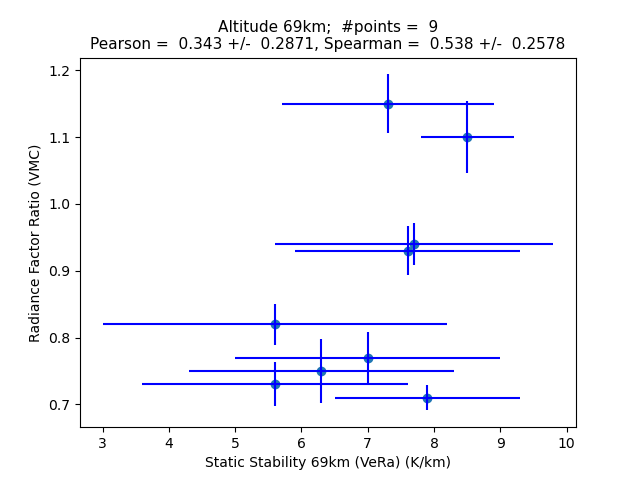 Altitude 69km;  #points =  9
Pearson =  0.343 +/-  0.2871, Spearman =  0.538 +/-  0.2578
1.2
1.1
1.0
0.9
0.8
0.7
Radiance Factor Ratio (VMC)
3 4 5 6 7 8 9 10
Static Stability 69km (VeRa) (K/km)